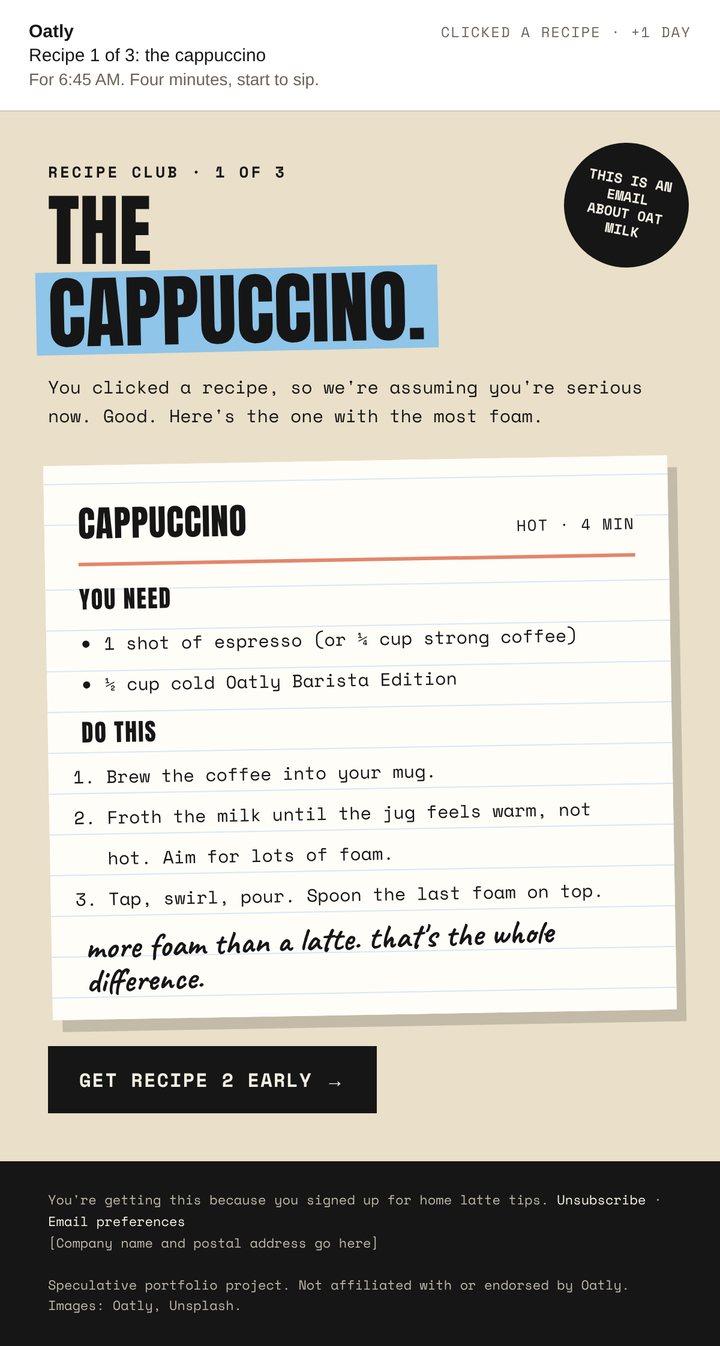 Oatly
CLICKED A RECIPE · +1 DAY
Recipe 1 of 3: the cappuccino
For 6:45 AM. Four minutes, start to sip.
RECIPE CLUB · 1 OF 3
THIS IS AN
EMAIL
ABOUT OAT
MILK
THE
CAPPUCCINO.
You clicked a recipe, so we're assuming you're serious
now. Good. Here's the one with the most foam.
CAPPUCCINO
HOT · 4 MIN
YOU NEED
• 1 shot of espresso (or ¼ cup strong coffee)
• ½ cup cold Oatly Barista Edition
DO THIS
1. Brew the coffee into your mug.
2. Froth the milk until the jug feels warm, not
hot. Aim for lots of foam.
3. Tap, swirl, pour. Spoon the last foam on top.
more foam than a latte. that's the whole
difference.
GET RECIPE 2 EARLY →
You're getting this because you signed up for home latte tips. Unsubscribe ·
Email preferences
[Company name and postal address go here]
Speculative portfolio project. Not affiliated with or endorsed by Oatly.
Images: Oatly, Unsplash.